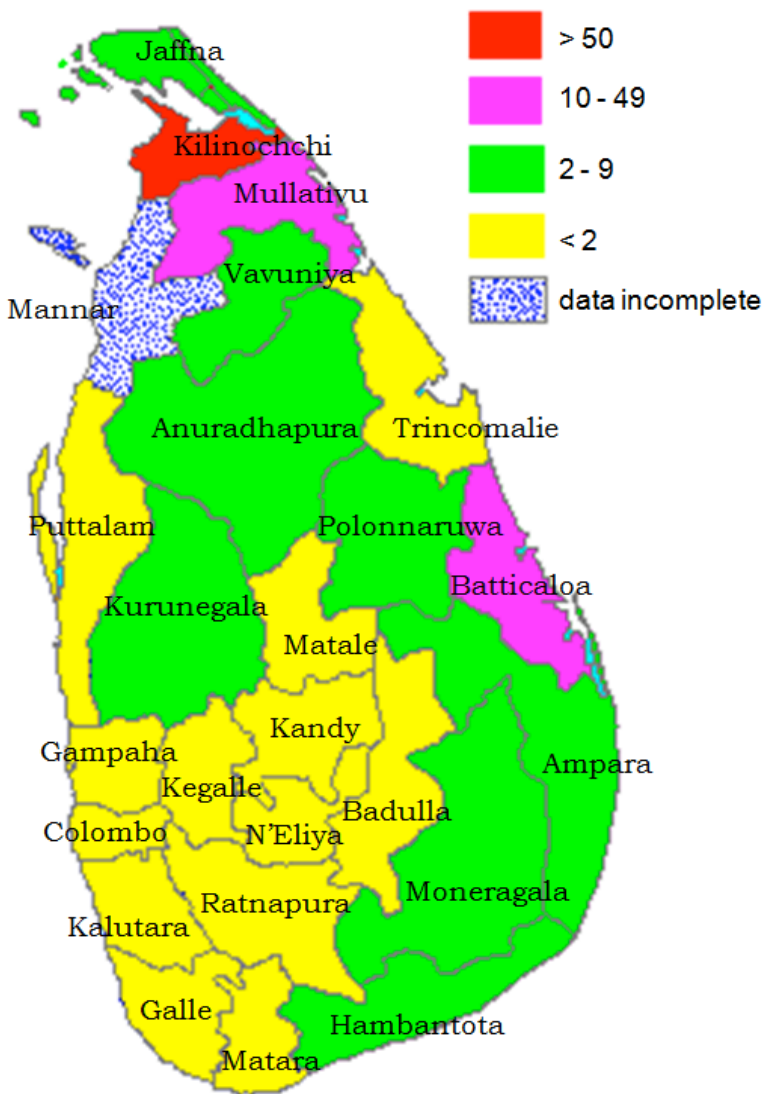 Jaffna
> 50
10 - 49
Kilinochchi
2 - 9
Mullativu
< 2
Vavuniya
data incomplete
Mannar
Anuradhapura
Trincomalie
Puttalam
Polonnaruwa
Batticaloa
Kurunegala
Matale
Kandy
Gampaha
Ampara
Kegalle
Badulla
Colombo
N'Eliya
Moneragala
Ratnapura
Kalutara
Galle
Hambantota
Matara